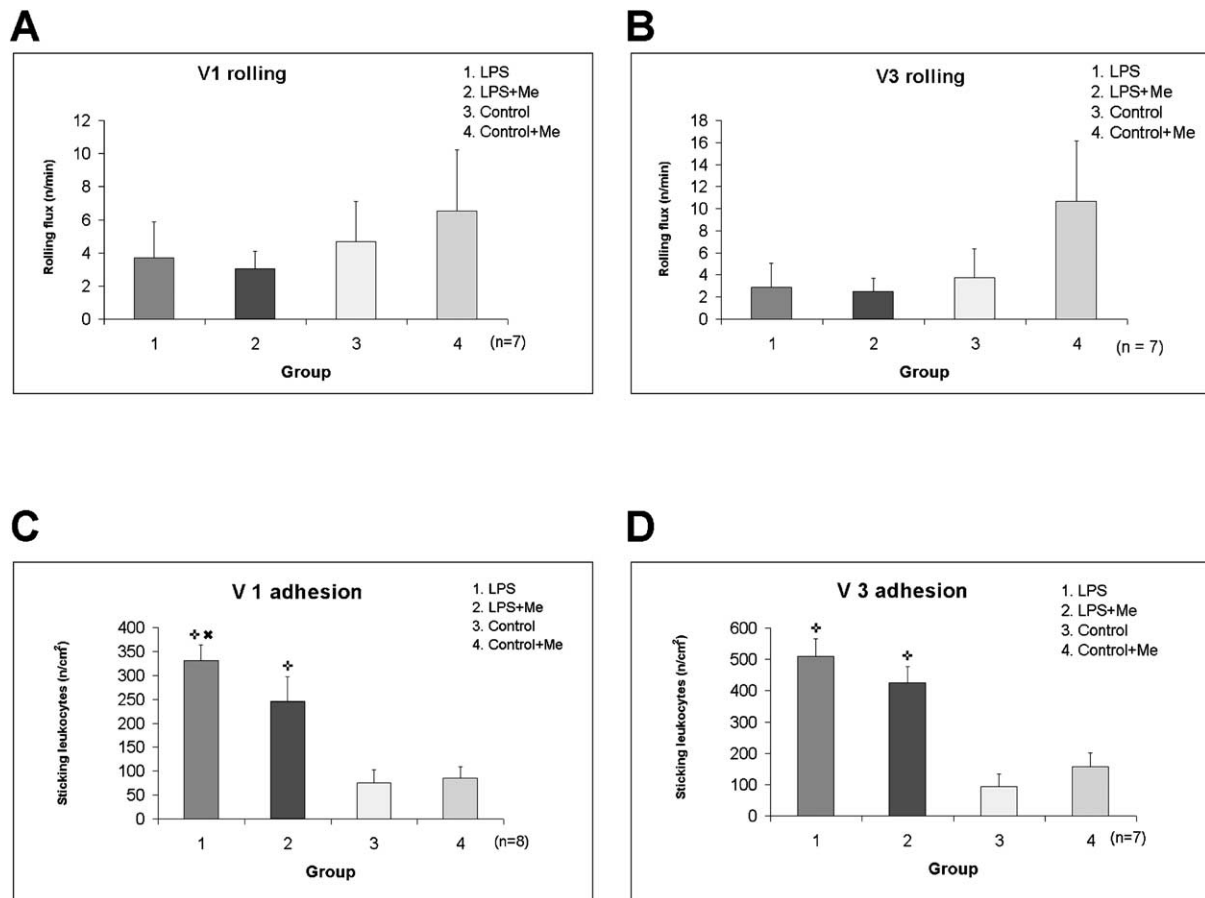 A
V1 rolling
1. LPS
2. LPS+Me
3. Control
4. Control+Me
Rolling flux (n/min)
12
10
8
6
4
2
0
1 2 3 4 (n=7)
Group
B
V3 rolling
1. LPS
2. LPS+Me
3. Control
4. Control+Me
Rolling flux (n/min)
18
16
14
12
10
8
6
4
2
0
1 2 3 4 (n = 7)
Group
C
V 1 adhesion
1. LPS
2. LPS+Me
3. Control
4. Control+Me
Sticking leukocytes (n/cm²)
400
350
300
250
200
150
100
50
0
✣ ✖
✣
1 2 3 4 (n=8)
Group
D
V 3 adhesion
1. LPS
2. LPS+Me
3. Control
4. Control+Me
Sticking leukocytes (n/cm²)
600
500
400
300
200
100
0
✣
✣
1 2 3 4 (n=7)
Group